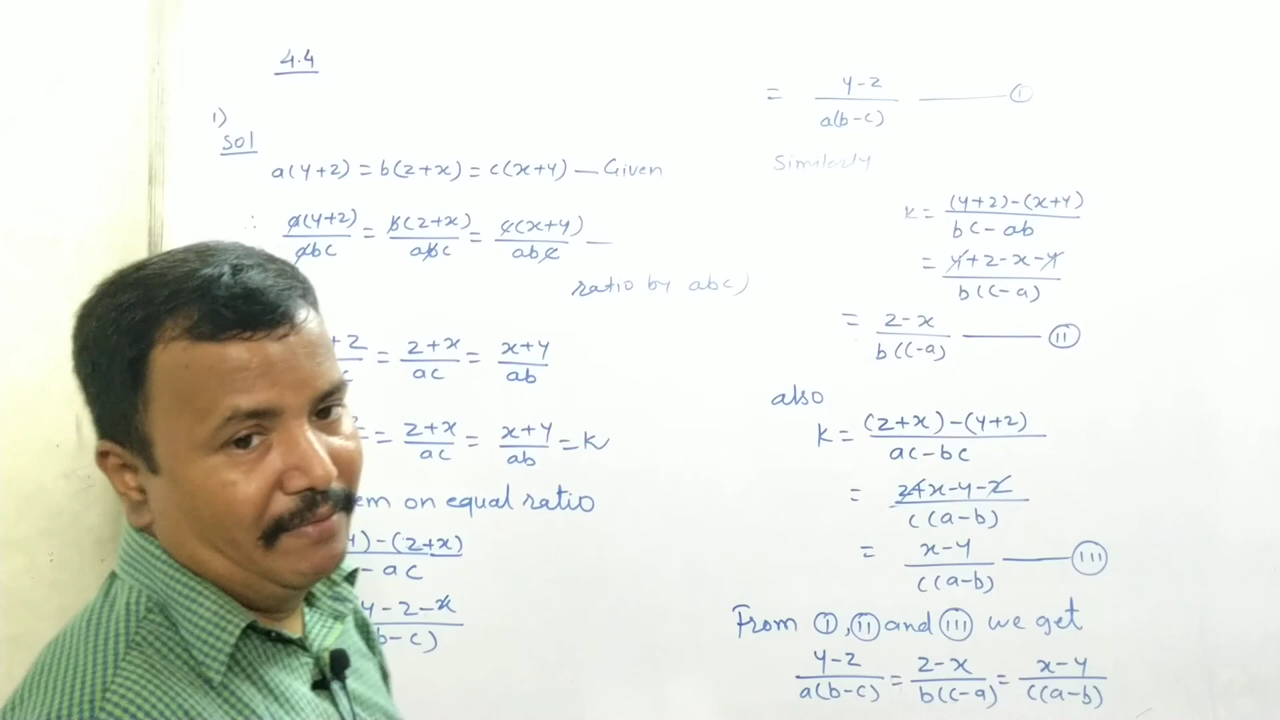 4.4
1)
Sol
a(y+z) = b(z+x) = c(x+y) — Given
∴ a(y+z)/abc = b(z+x)/abc = c(x+y)/abc —
ratio by abc)
+z/c = z+x/ac = x+y/ab
= z+x/ac = x+y/ab = k
em on equal ratio
y) - (z+x)
- ac
y - z - x
b-c)
= y-z/a(b-c) — I
Similarly
k = (y+z)-(x+y)/bc-ab
= y+z-x-y/b(c-a)
= z-x/b(c-a) — II
also
k = (z+x)-(y+z)/ac-bc
= z+x-y-z/c(a-b)
= x-y/c(a-b) — III
From I, II and III we get
y-z/a(b-c) = z-x/b(c-a) = x-y/c(a-b)